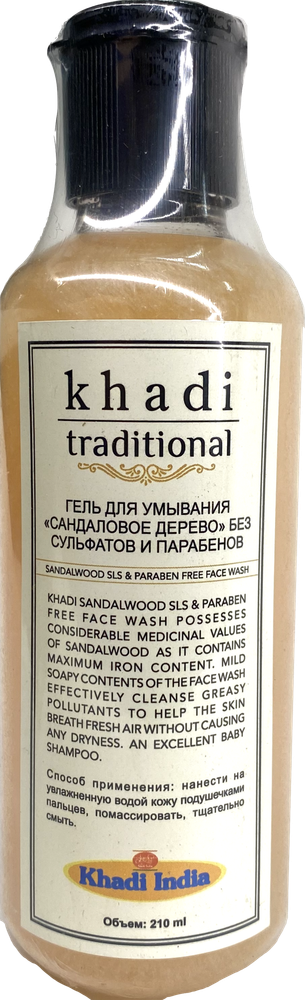 khadi
traditional
ГЕЛЬ ДЛЯ УМЫВАНИЯ
«САНДАЛОВОЕ ДЕРЕВО» БЕЗ
СУЛЬФАТОВ И ПАРАБЕНОВ
SANDALWOOD SLS & PARABEN FREE FACE WASH
KHADI SANDALWOOD SLS & PARABEN
FREE FACE WASH POSSESSES
CONSIDERABLE MEDICINAL VALUES
OF SANDALWOOD AS IT CONTAINS
MAXIMUM IRON CONTENT. MILD
SOAPY CONTENTS OF THE FACE WASH
EFFECTIVELY CLEANSE GREASY
POLLUTANTS TO HELP THE SKIN
BREATH FRESH AIR WITHOUT CAUSING
ANY DRYNESS. AN EXCELLENT BABY
SHAMPOO.
Способ применения: нанести на
увлажненную водой кожу подушечками
пальцев, помассировать, тщательно
смыть.
Khadi India
Объем: 210 ml